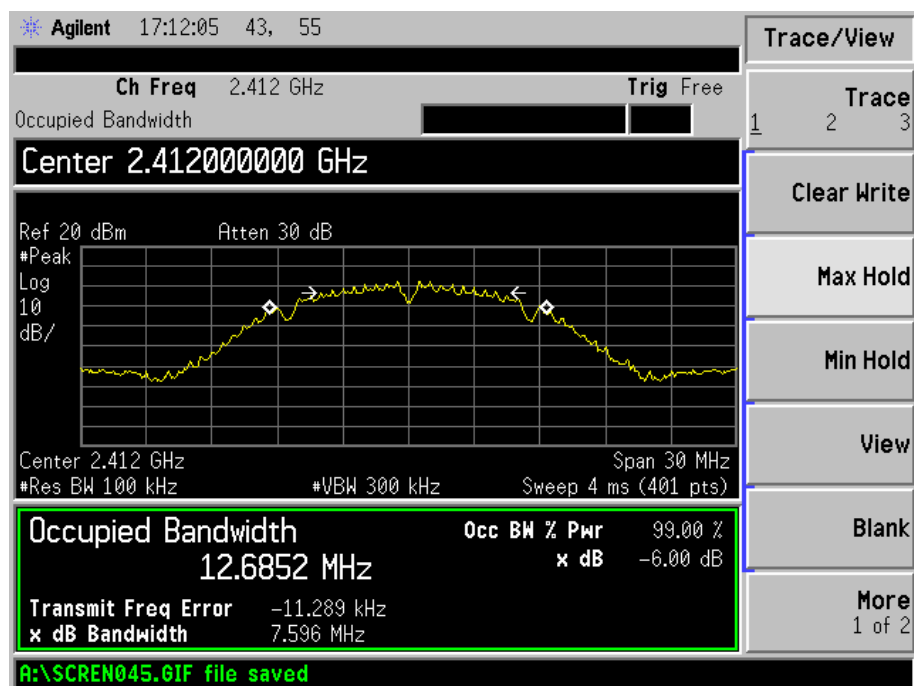 Agilent 17:12:05 43, 55
Trace/View
Ch Freq 2.412 GHz Trig Free
Occupied Bandwidth
Trace
1 2 3
Center 2.412000000 GHz
Clear Write
Ref 20 dBm Atten 30 dB
#Peak
Log
10
dB/
Max Hold
Min Hold
Center 2.412 GHz Span 30 MHz
#Res BW 100 kHz #VBW 300 kHz Sweep 4 ms (401 pts)
View
Occupied Bandwidth Occ BW % Pwr 99.00 %
12.6852 MHz x dB -6.00 dB
Blank
Transmit Freq Error -11.289 kHz
x dB Bandwidth 7.596 MHz
More
1 of 2
A:\SCREN045.GIF file saved